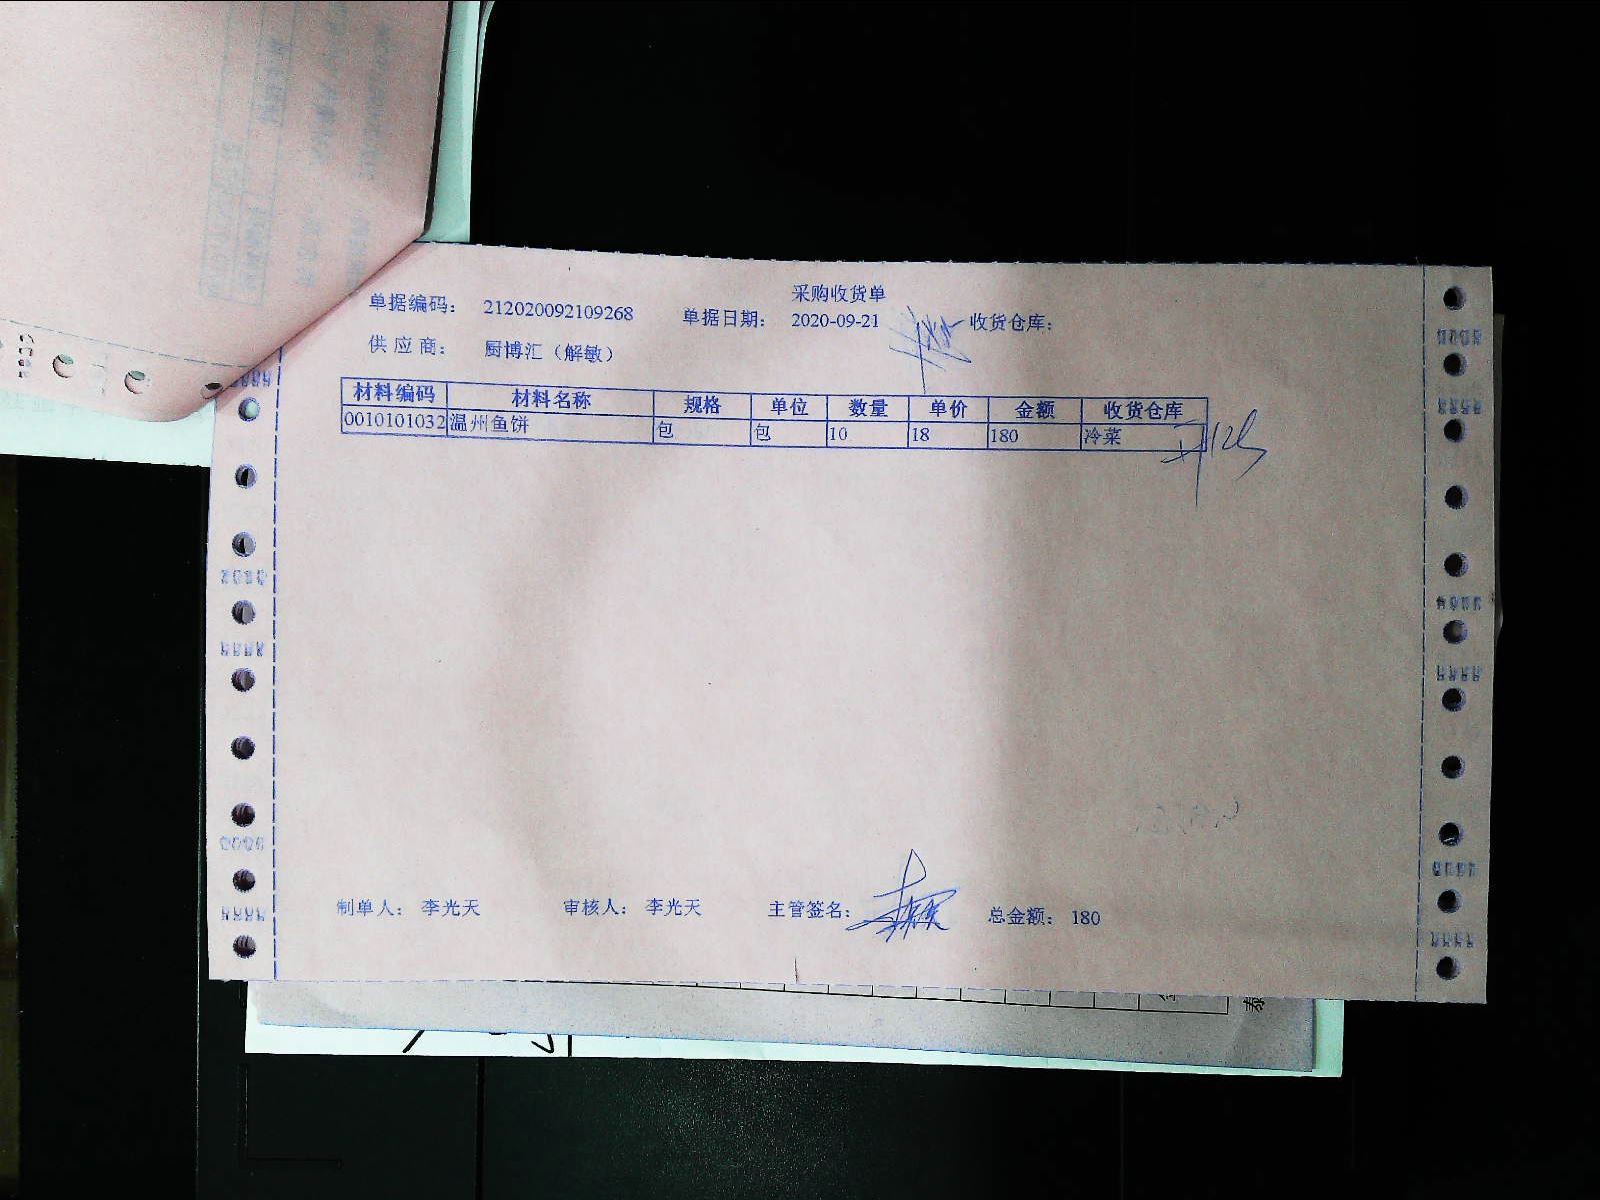 采购收货单
单据编码： 212020092109268 单据日期： 2020-09-21 收货仓库：
供应商： 厨博汇（解敏）
材料编码 材料名称 规格 单位 数量 单价 金额 收货仓库
0010101032 温州鱼饼 包 包 10 18 180 冷菜
制单人： 李光天 审核人： 李光天 主管签名： 总金额： 180